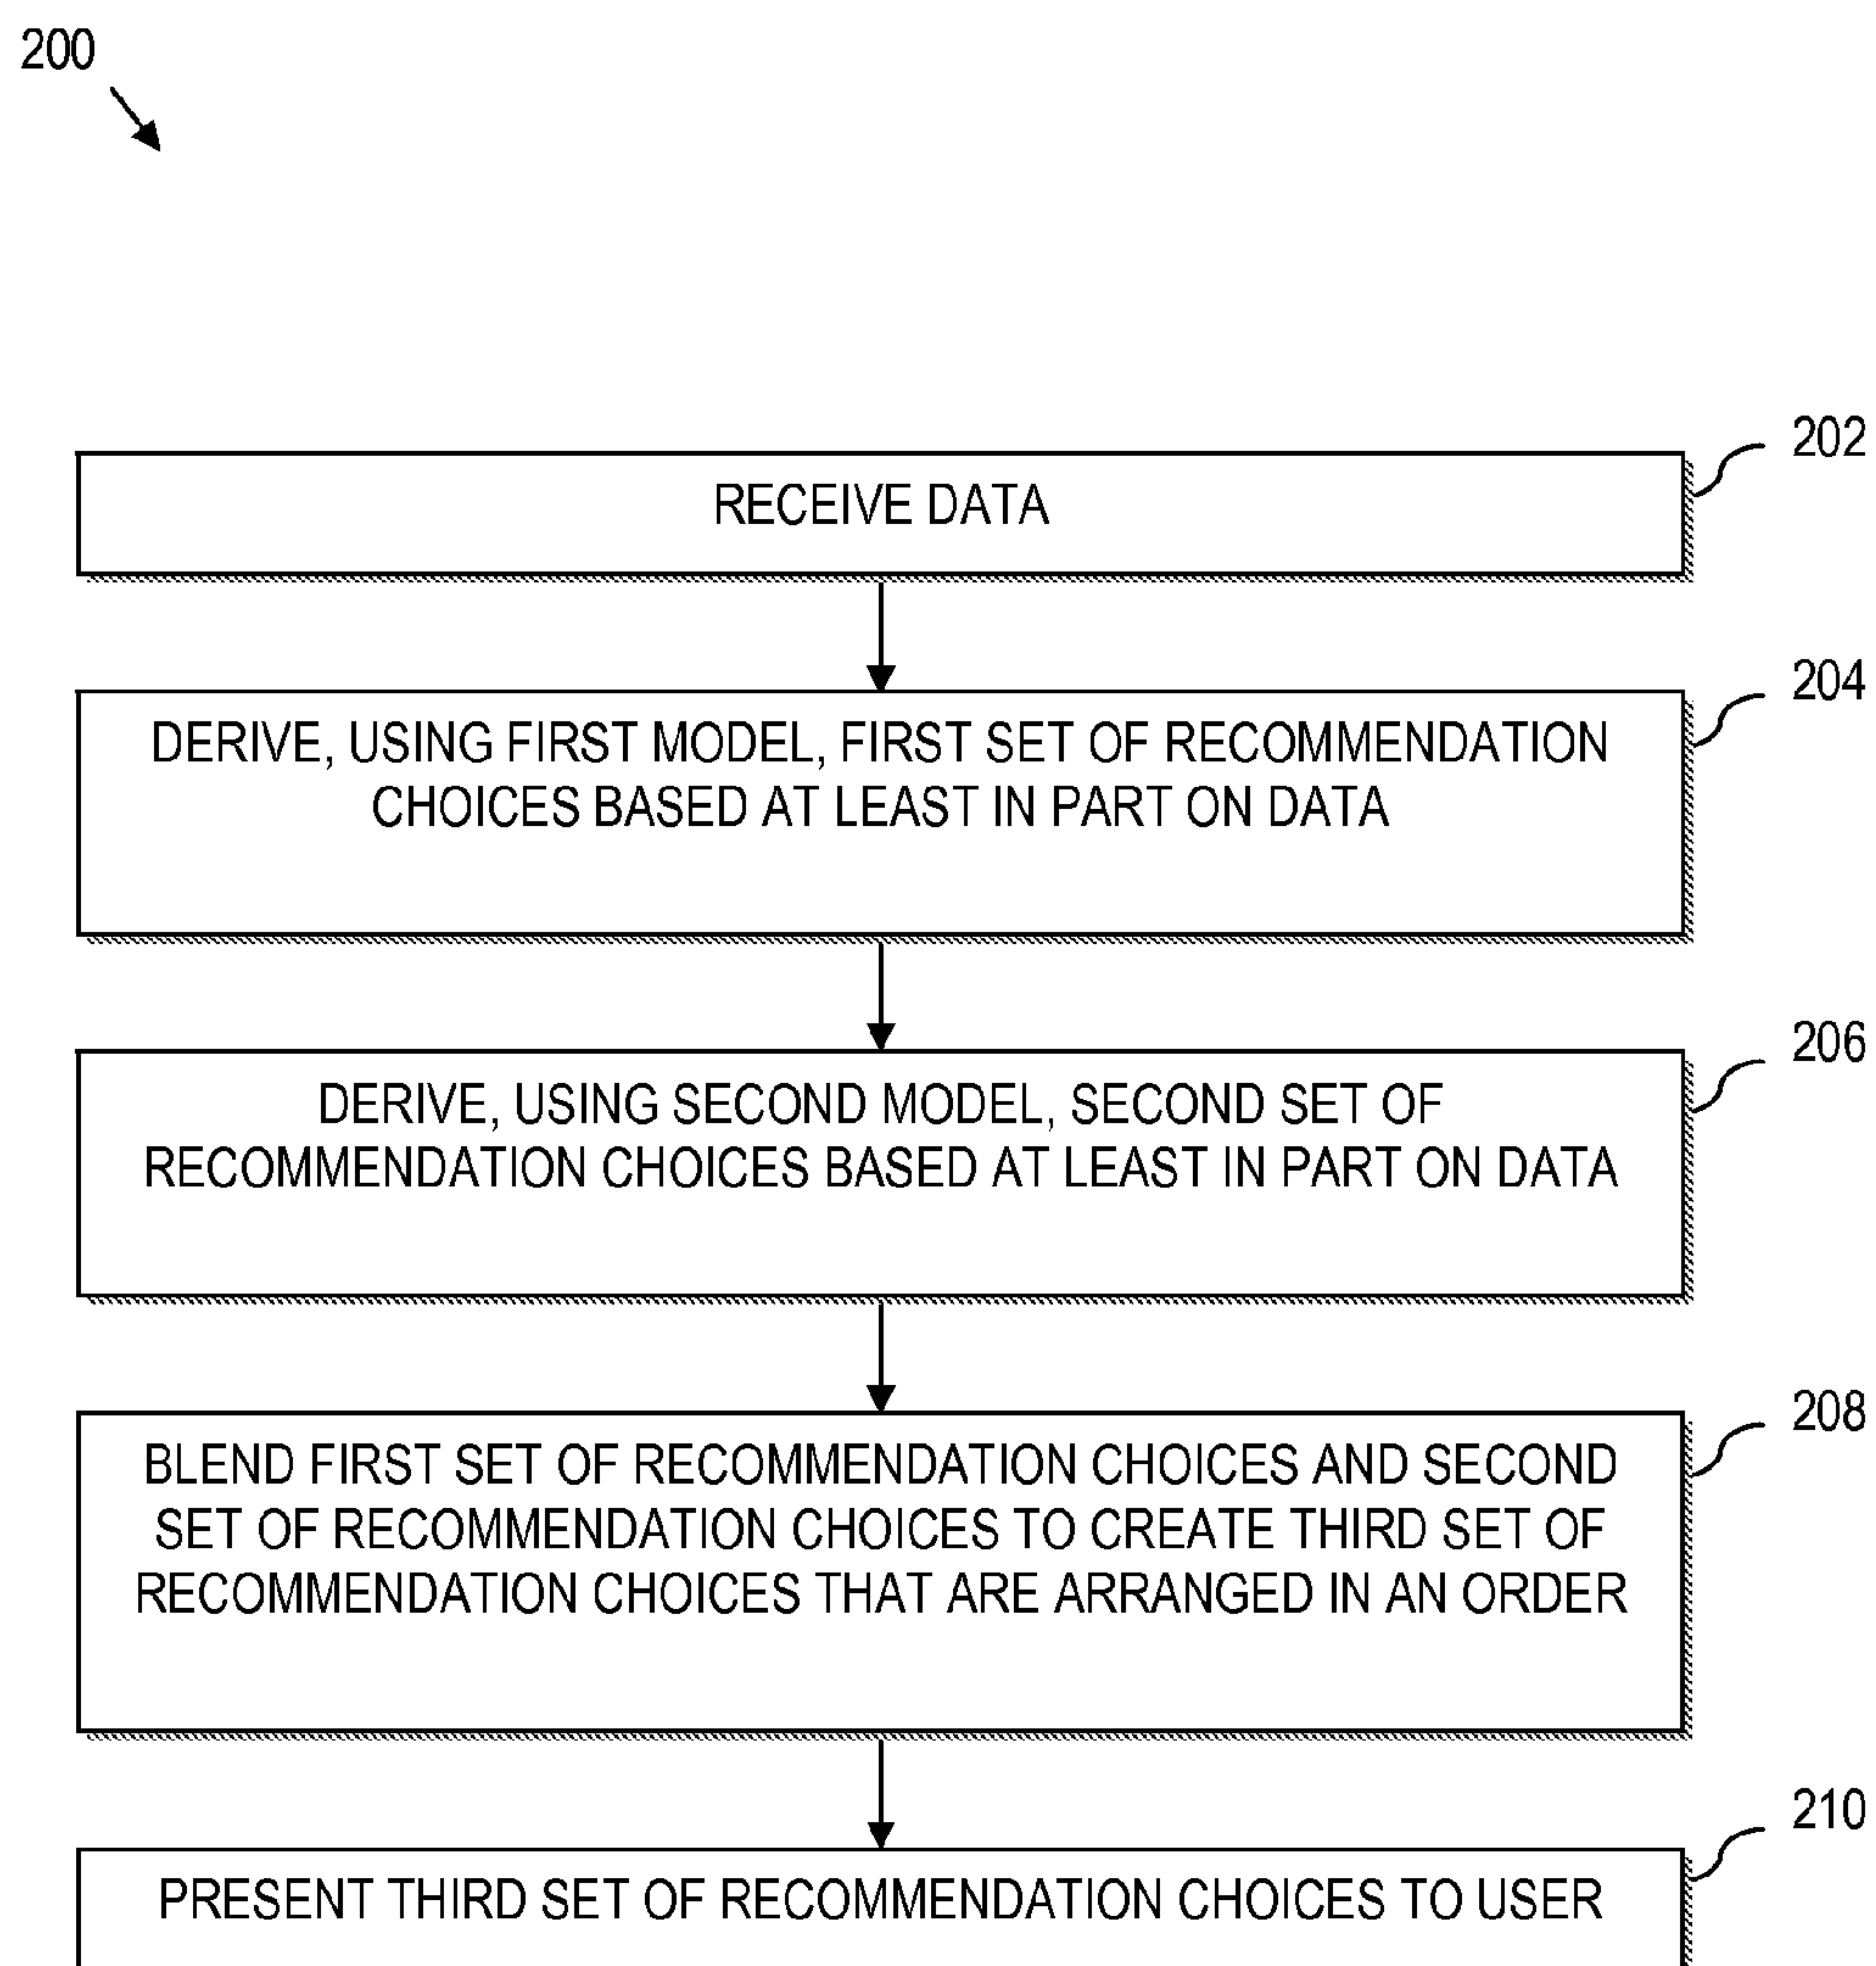 200
202
RECEIVE DATA
204
DERIVE, USING FIRST MODEL, FIRST SET OF RECOMMENDATION
CHOICES BASED AT LEAST IN PART ON DATA
206
DERIVE, USING SECOND MODEL, SECOND SET OF
RECOMMENDATION CHOICES BASED AT LEAST IN PART ON DATA
208
BLEND FIRST SET OF RECOMMENDATION CHOICES AND SECOND
SET OF RECOMMENDATION CHOICES TO CREATE THIRD SET OF
RECOMMENDATION CHOICES THAT ARE ARRANGED IN AN ORDER
210
PRESENT THIRD SET OF RECOMMENDATION CHOICES TO USER